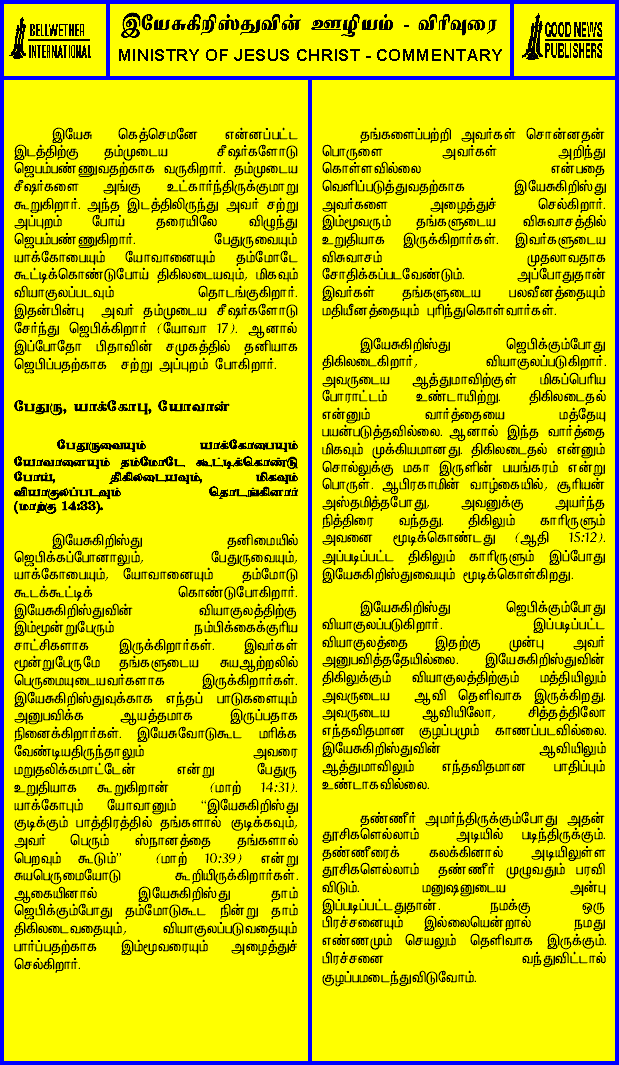 BELLWETHER
INTERNATIONAL
இயேசுகிறிஸ்துவின் ஊழியம் - விரிவுரை
MINISTRY OF JESUS CHRIST - COMMENTARY
GOOD NEWS
PUBLISHERS
இயேசு கெத்செமனே என்னப்பட்ட
இடத்திற்கு தம்முடைய சீஷர்களோடு
ஜெபம்பண்ணுவதற்காக வருகிறார். தம்முடைய
சீஷர்களை அங்கு உட்கார்ந்திருக்குமாறு
கூறுகிறார். அந்த இடத்திலிருந்து அவர் சற்று
அப்புறம் போய் தரையிலே விழுந்து
ஜெபம்பண்ணுகிறார். பேதுருவையும்
யாக்கோபையும் யோவானையும் தம்மோடே
கூட்டிக்கொண்டுபோய் திகிலடையவும், மிகவும்
வியாகுலப்படவும் தொடங்குகிறார்.
இதன்பின்பு அவர் தம்முடைய சீஷர்களோடு
சேர்ந்து ஜெபிக்கிறார் (யோவா 17). ஆனால்
இப்போதோ பிதாவின் சமுகத்தில் தனியாக
ஜெபிப்பதற்காக சற்று அப்புறம் போகிறார்.
பேதுரு, யாக்கோபு, யோவான்
பேதுருவையும் யாக்கோபையும்
யோவானையும் தம்மோடே கூட்டிக்கொண்டு
போய், திகிலடையவும், மிகவும்
வியாகுலப்படவும் தொடங்கினார்
(மாற்கு 14:33).
இயேசுகிறிஸ்து தனிமையில்
ஜெபிக்கப்போனாலும், பேதுருவையும்,
யாக்கோபையும், யோவானையும் தம்மோடு
கூடக்கூட்டிக் கொண்டுபோகிறார்.
இயேசுகிறிஸ்துவின் வியாகுலத்திற்கு
இம்மூன்றுபேரும் நம்பிக்கைக்குரிய
சாட்சிகளாக இருக்கிறார்கள். இவர்கள்
மூன்றுபேருமே தங்களுடைய சுயஆற்றலில்
பெருமையுடையவர்களாக இருக்கிறார்கள்.
இயேசுகிறிஸ்துவுக்காக எந்தப் பாடுகளையும்
அனுபவிக்க ஆயத்தமாக இருப்பதாக
நினைக்கிறார்கள். இயேசுவோடுகூட மரிக்க
வேண்டியதிருந்தாலும் அவரை
மறுதலிக்கமாட்டேன் என்று பேதுரு
உறுதியாக கூறுகிறான் (மாற் 14:31).
யாக்கோபும் யோவானும் "இயேசுகிறிஸ்து
குடிக்கும் பாத்திரத்தில் தங்களால் குடிக்கவும்,
அவர் பெரும் ஸ்நானத்தை தங்களால்
பெறவும் கூடும்" (மாற் 10:39) என்று
சுயபெருமையோடு கூறியிருக்கிறார்கள்.
ஆகையினால் இயேசுகிறிஸ்து தாம்
ஜெபிக்கும்போது தம்மோடுகூட நின்று தாம்
திகிலடைவதையும், வியாகுலப்படுவதையும்
பார்ப்பதற்காக இம்மூவரையும் அழைத்துச்
செல்கிறார்.
தங்களைப்பற்றி அவர்கள் சொன்னதன்
பொருளை அவர்கள் அறிந்து
கொள்ளவில்லை என்பதை
வெளிப்படுத்துவதற்காக இயேசுகிறிஸ்து
அவர்களை அழைத்துச் செல்கிறார்.
இம்மூவரும் தங்களுடைய விசுவாசத்தில்
உறுதியாக இருக்கிறார்கள். இவர்களுடைய
விசுவாசம் முதலாவதாக
சோதிக்கப்படவேண்டும். அப்போதுதான்
இவர்கள் தங்களுடைய பலவீனத்தையும்
மதியீனத்தையும் புரிந்துகொள்வார்கள்.
இயேசுகிறிஸ்து ஜெபிக்கும்போது
திகிலடைகிறார், வியாகுலப்படுகிறார்.
அவருடைய ஆத்துமாவிற்குள் மிகப்பெரிய
போராட்டம் உண்டாயிற்று. திகிலடைதல்
என்னும் வார்த்தையை மத்தேயு
பயன்படுத்தவில்லை. ஆனால் இந்த வார்த்தை
மிகவும் முக்கியமானது. திகிலடைதல் என்னும்
சொல்லுக்கு மகா இருளின் பயங்கரம் என்று
பொருள். ஆபிரகாமின் வாழ்கையில், சூரியன்
அஸ்தமித்தபோது, அவனுக்கு அயர்ந்த
நித்திரை வந்தது. திகிலும் காரிருளும்
அவனை மூடிக்கொண்டது (ஆதி 15:12).
அப்படிப்பட்ட திகிலும் காரிருளும் இப்போது
இயேசுகிறிஸ்துவையும் மூடிக்கொள்கிறது.
இயேசுகிறிஸ்து ஜெபிக்கும்போது
வியாகுலப்படுகிறார். இப்படிப்பட்ட
வியாகுலத்தை இதற்கு முன்பு அவர்
அனுபவித்ததேயில்லை. இயேசுகிறிஸ்துவின்
திகிலுக்கும் வியாகுலத்திற்கும் மத்தியிலும்
அவருடைய ஆவி தெளிவாக இருக்கிறது.
அவருடைய ஆவியிலோ, சித்தத்திலோ
எந்தவிதமான குழப்பமும் காணப்படவில்லை.
இயேசுகிறிஸ்துவின் ஆவியிலும்
ஆத்துமாவிலும் எந்தவிதமான பாதிப்பும்
உண்டாகவில்லை.
தண்ணீர் அமர்ந்திருக்கும்போது அதன்
தூசிகளெல்லாம் அடியில் படிந்திருக்கும்.
தண்ணீரைக் கலக்கினால் அடியிலுள்ள
தூசிகளெல்லாம் தண்ணீர் முழுவதும் பரவி
விடும். மனுஷனுடைய அன்பு
இப்படிப்பட்டதுதான். நமக்கு ஒரு
பிரச்சனையும் இல்லையென்றால் நமது
எண்ணமும் செயலும் தெளிவாக இருக்கும்.
பிரச்சனை வந்துவிட்டால்
குழப்பமடைந்துவிடுவோம்.